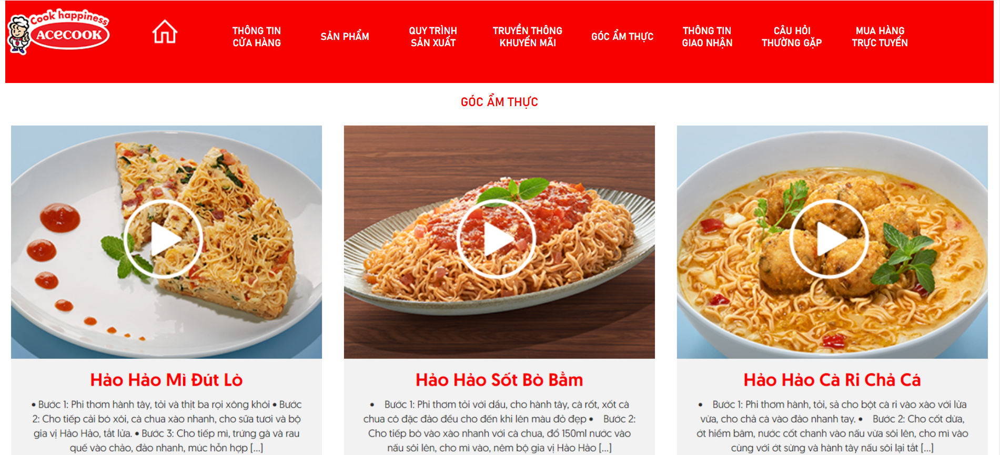 Cook happiness
ACECOOK
THÔNG TIN
CỬA HÀNG
SẢN PHẨM
QUY TRÌNH
SẢN XUẤT
TRUYỀN THÔNG
KHUYẾN MÃI
GÓC ẨM THỰC
THÔNG TIN
GIAO NHẬN
CÂU HỎI
THƯỜNG GẶP
MUA HÀNG
TRỰC TUYẾN
GÓC ẨM THỰC
Hảo Hảo Mì Đút Lò
• Bước 1: Phi thơm hành tây, tỏi và thịt ba rọi xông khói • Bước
2: Cho tiếp cải bó xôi, cà chua xào nhanh, cho sữa tươi và bộ
gia vị Hảo Hảo, tắt lửa. • Bước 3: Cho tiếp mì, trứng gà và rau
quế vào chảo, đảo nhanh, múc hỗn hợp [...]
Hảo Hảo Sốt Bò Bằm
• Bước 1: Phi thơm tỏi với dầu, cho hành tây, cà rốt, xốt cà
chua cô đặc đảo đều cho đến khi lên màu đỏ đẹp • Bước 2:
Cho tiếp bò vào xào nhanh với cà chua, đổ 150ml nước vào
nấu sôi lên, cho mì vào, nêm bộ gia vị Hảo Hảo [...]
Hảo Hảo Cà Ri Chả Cá
• Bước 1: Phi thơm hành, tỏi, sả cho bột cà ri vào xào với lửa
vừa, cho chả cá vào đảo nhanh tay. • Bước 2: Cho cốt dừa,
ớt hiểm băm, nước cốt chanh vào nấu vừa sôi lên, cho mì vào
cùng với ớt sừng và hành tây nấu sôi lại tắt [...]